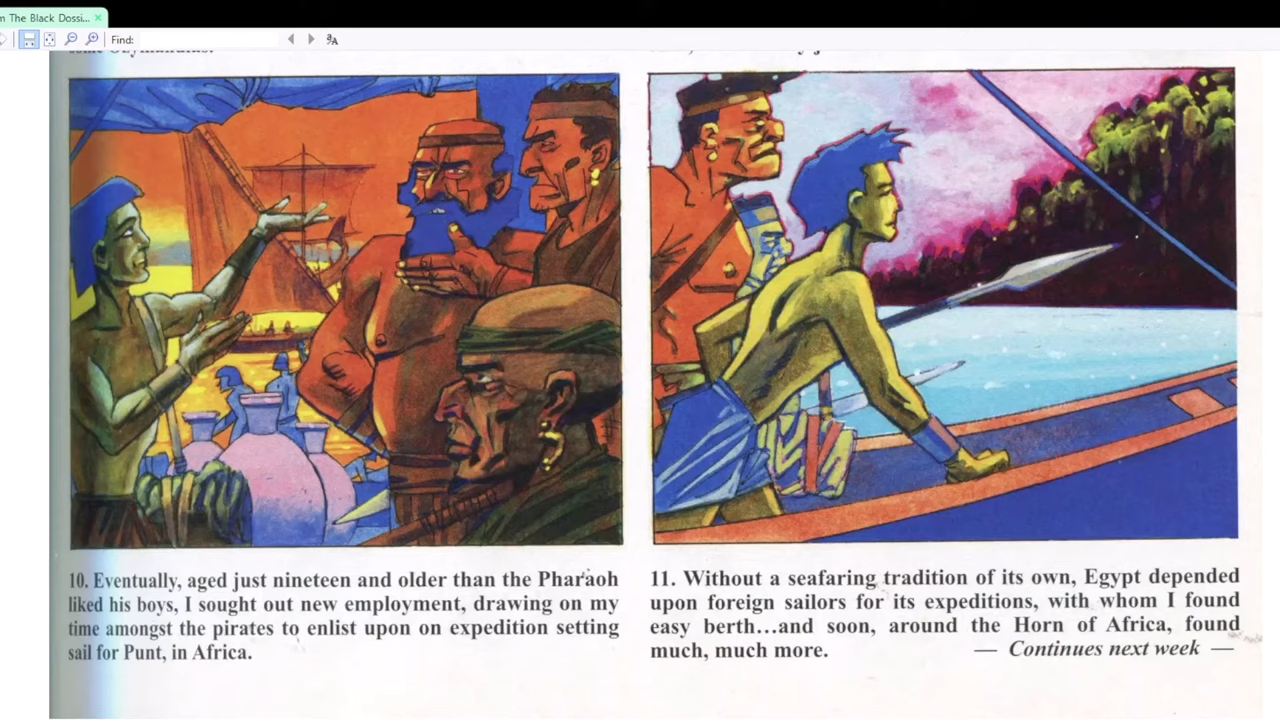 m The Black Dossi...
Find:
10. Eventually, aged just nineteen and older than the Pharaoh
liked his boys, I sought out new employment, drawing on my
time amongst the pirates to enlist upon on expedition setting
sail for Punt, in Africa.
11. Without a seafaring tradition of its own, Egypt depended
upon foreign sailors for its expeditions, with whom I found
easy berth...and soon, around the Horn of Africa, found
much, much more.
— Continues next week —